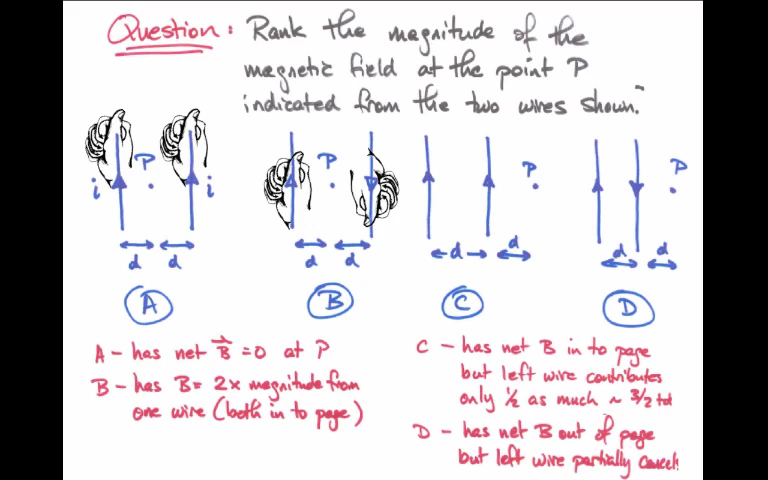 Question: Rank the magnitude of the
magnetic field at the point P
indicated from the two wires shown.
P
i
i
d
d
A
P
d
d
B
P
d
d
C
P
d
d
D
A - has net B = 0 at P
B - has B = 2x magnitude from
one wire (both in to page)
C - has net B in to page
but left wire contributes
only 1/2 as much ~ 3/2 tot
D - has net B out of page
but left wire partially cancels